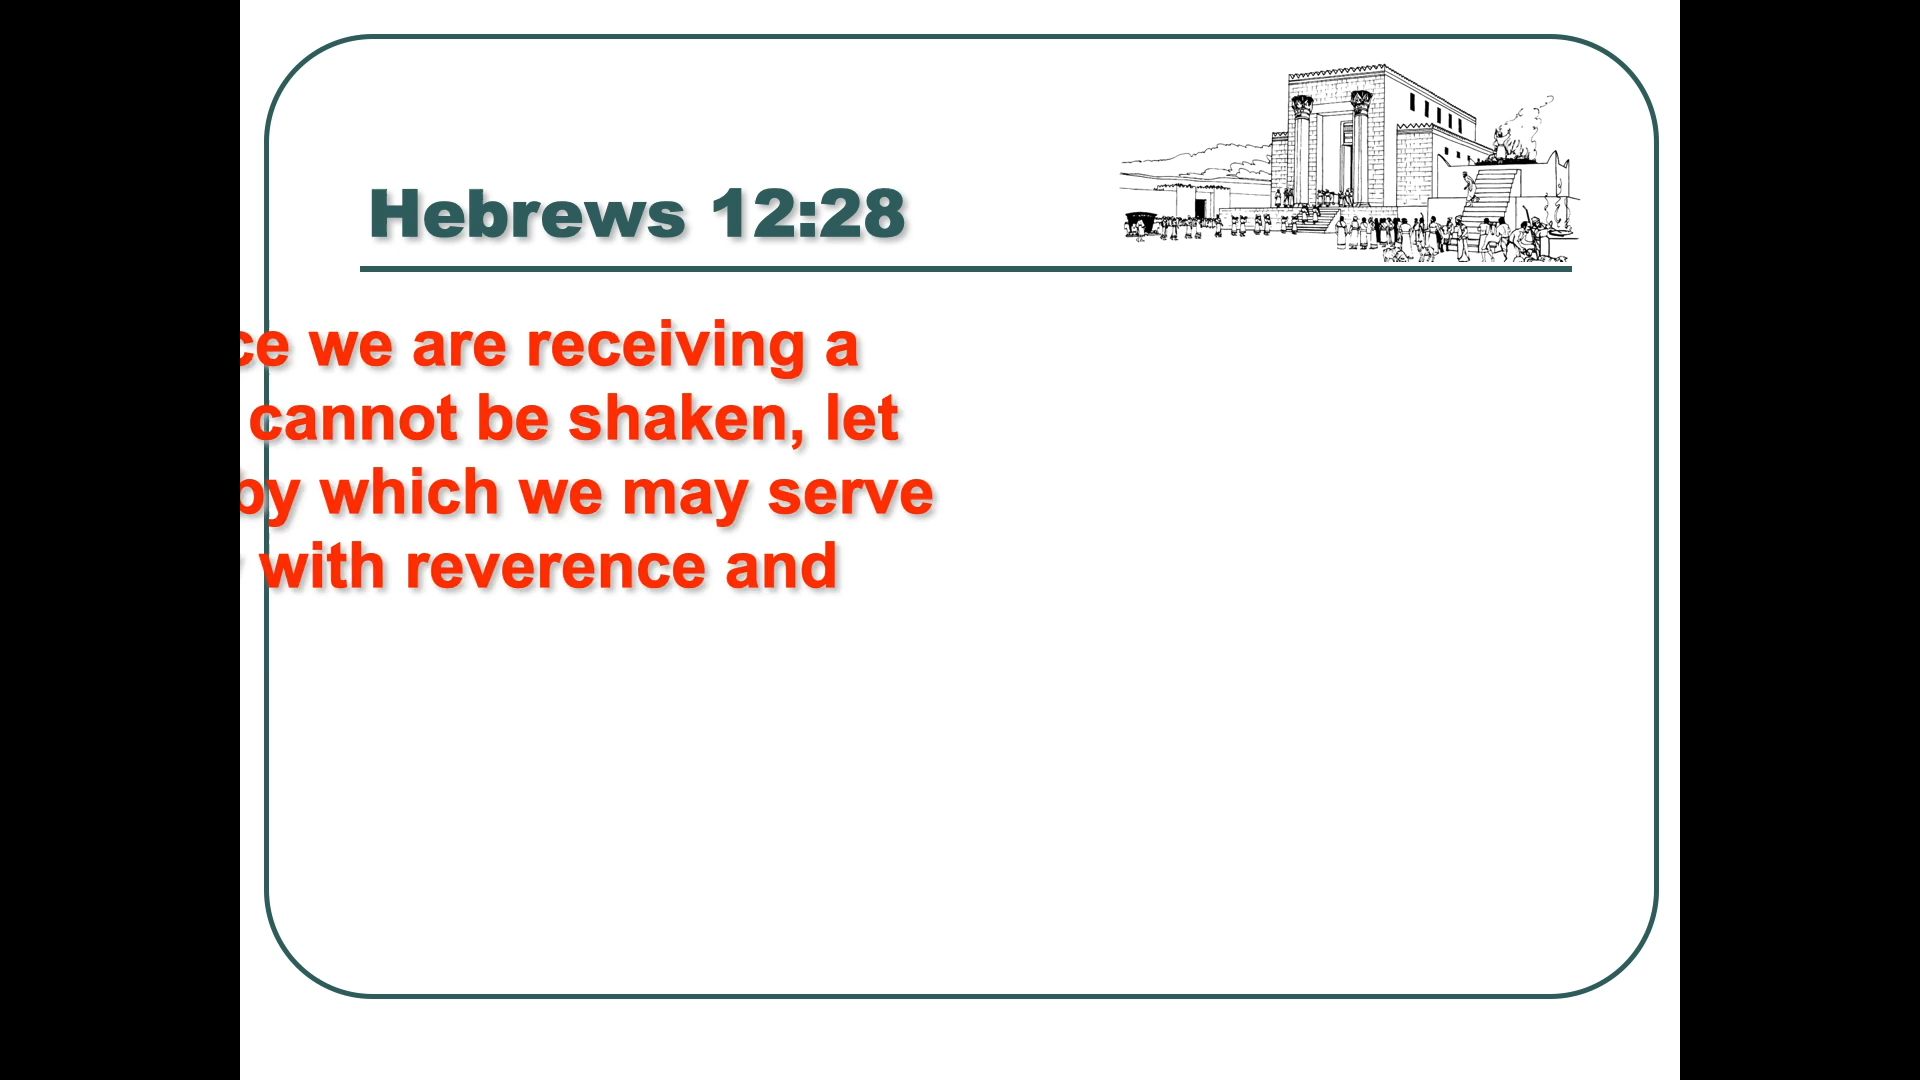 Hebrews 12:28
ce we are receiving a
cannot be shaken, let
by which we may serve
with reverence and